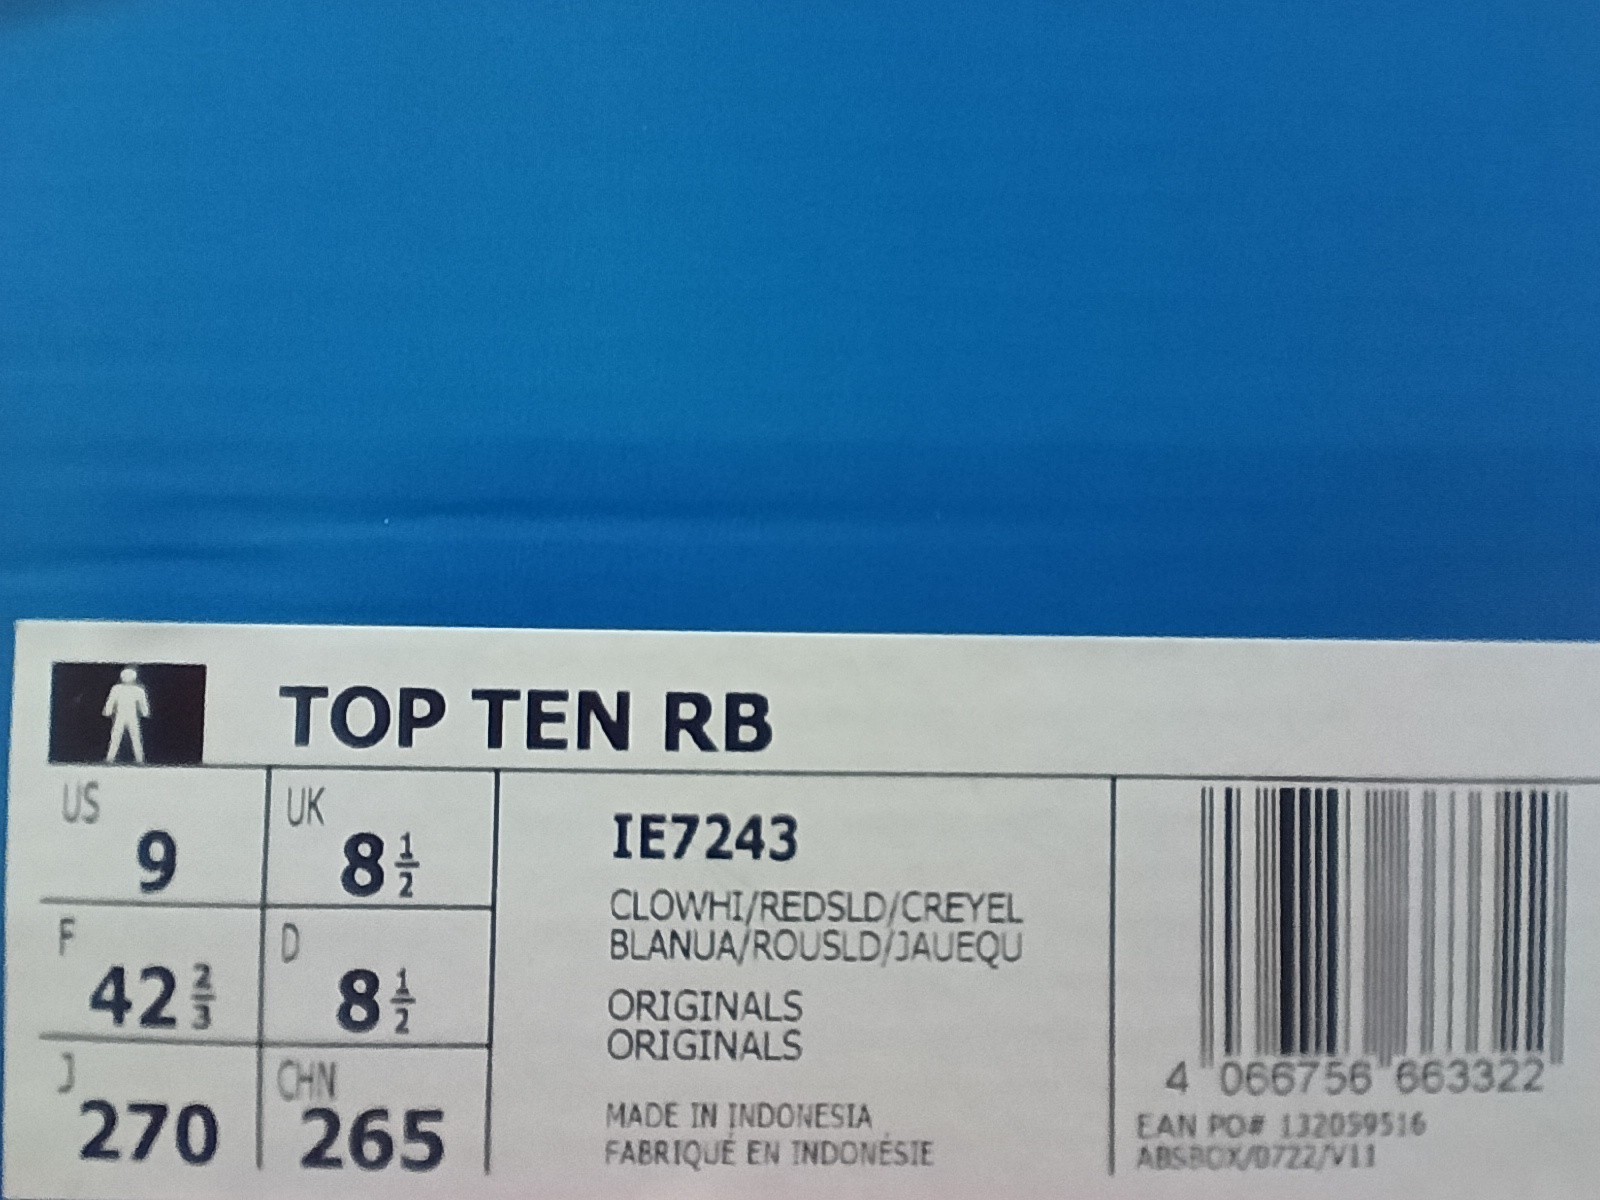 TOP TEN RB
US
9
UK
8 1/2
F
42 2/3
D
8 1/2
J
270
CHN
265
IE7243
CLOWHI/REDSLD/CREYEL
BLANUA/ROUSLD/JAUEQU
ORIGINALS
ORIGINALS
MADE IN INDONESIA
FABRIQUÉ EN INDONÉSIE
4 066756 663322
EAN PO# 132059516
ABSBOX/0722/V11